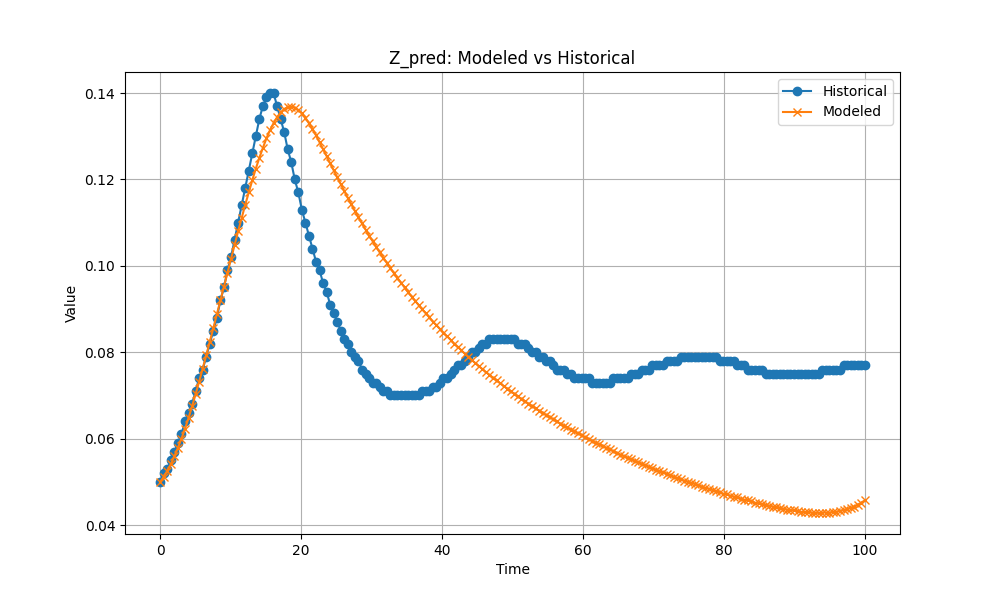 Z_pred: Modeled vs Historical
Historical
Modeled
0.14
0.12
0.10
0.08
0.06
0.04
Value
0 20 40 60 80 100
Time